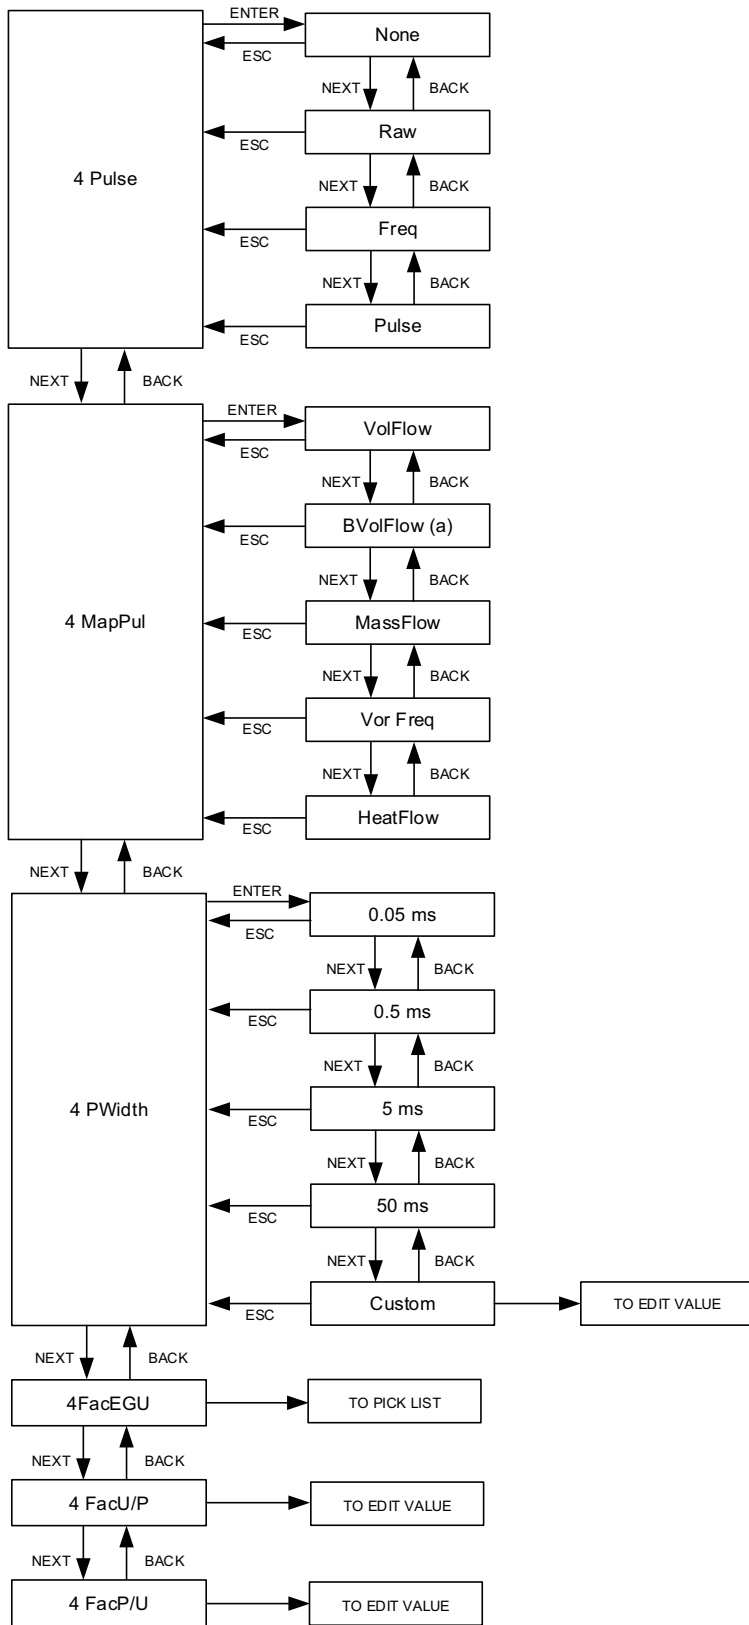 ENTER
None
ESC
NEXT
BACK
Raw
ESC
4 Pulse
NEXT
BACK
Freq
ESC
NEXT
BACK
Pulse
ESC
NEXT
BACK
ENTER
VolFlow
ESC
NEXT
BACK
BVolFlow (a)
ESC
NEXT
BACK
4 MapPul
MassFlow
ESC
NEXT
BACK
Vor Freq
ESC
NEXT
BACK
HeatFlow
ESC
NEXT
BACK
ENTER
0.05 ms
ESC
NEXT
BACK
0.5 ms
ESC
NEXT
BACK
4 PWidth
5 ms
ESC
NEXT
BACK
50 ms
ESC
NEXT
BACK
Custom
TO EDIT VALUE
ESC
NEXT
BACK
4FacEGU
TO PICK LIST
NEXT
BACK
4 FacU/P
TO EDIT VALUE
NEXT
BACK
4 FacP/U
TO EDIT VALUE